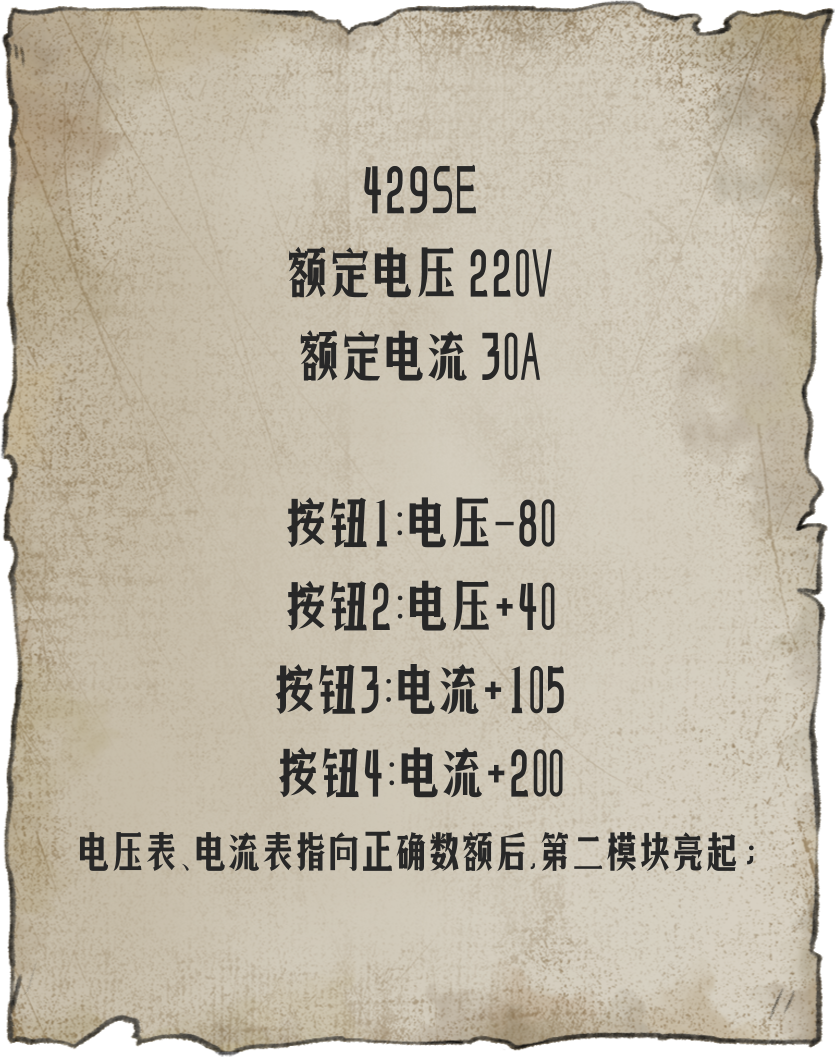 429SE
额定电压 220V
额定电流 30A
按钮1:电压-80
按钮2:电压+40
按钮3:电流+105
按钮4:电流+200
电压表、电流表指向正确数额后,第二模块亮起;